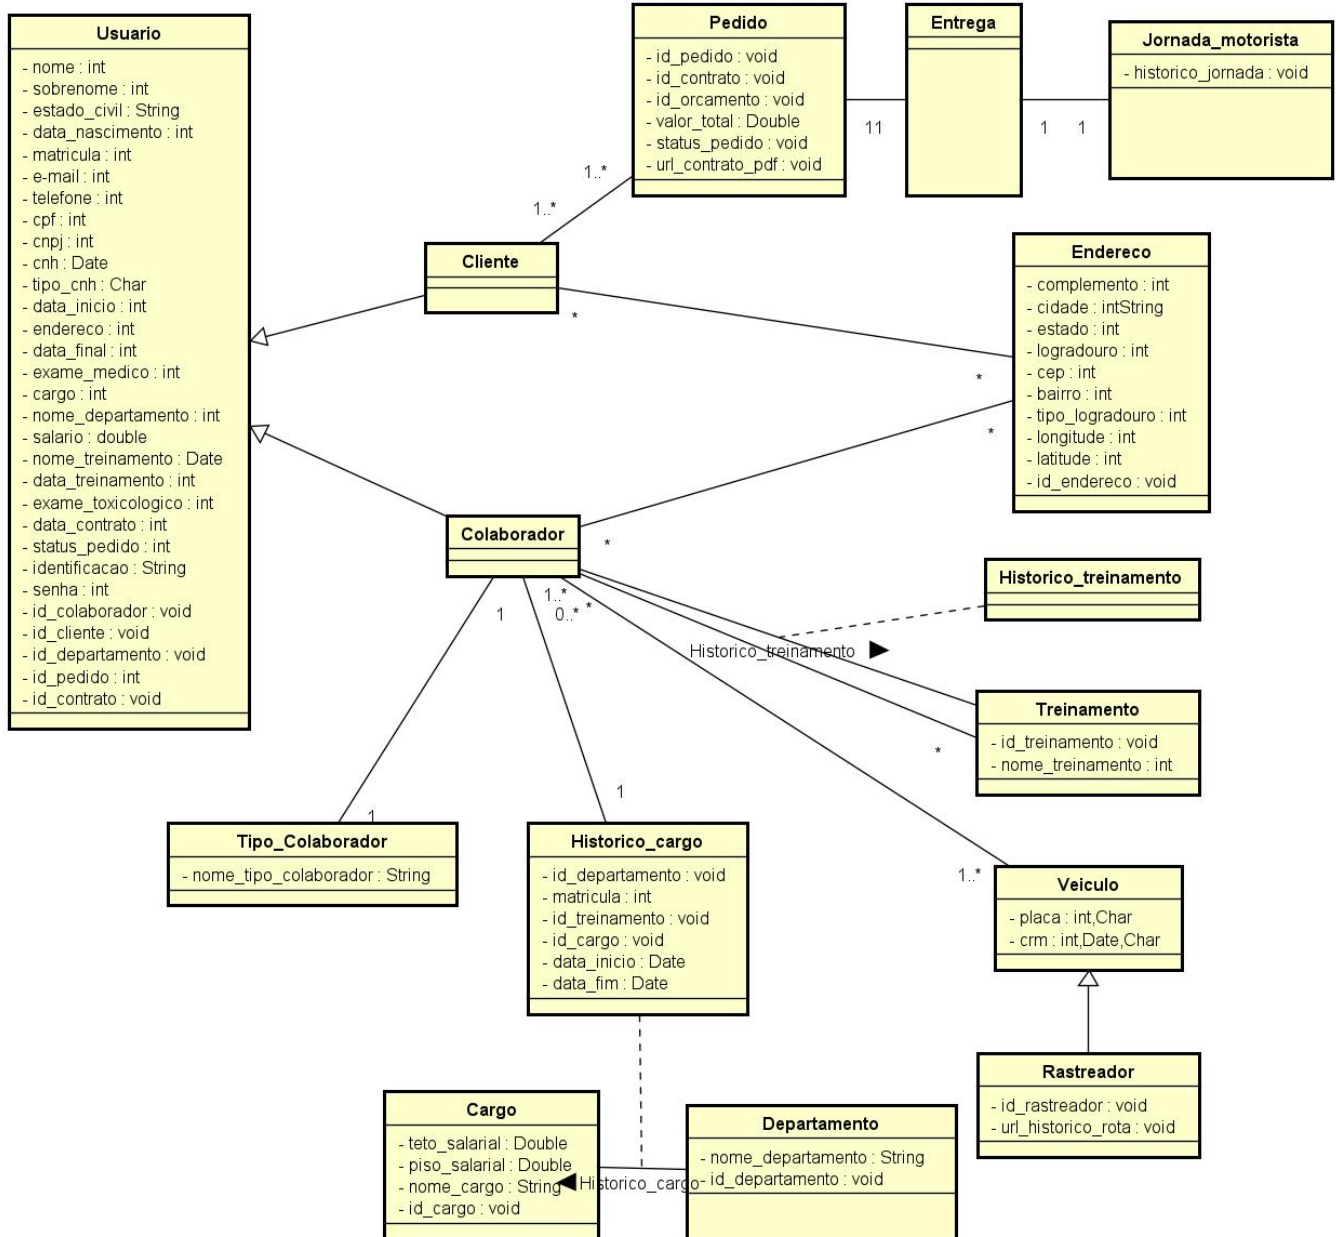 Usuario
- nome : int
- sobrenome : int
- estado_civil : String
- data_nascimento : int
- matricula : int
- e-mail : int
- telefone : int
- cpf : int
- cnpj : int
- cnh : Date
- tipo_cnh : Char
- data_inicio : int
- endereco : int
- data_final : int
- exame_medico : int
- cargo : int
- nome_departamento : int
- salario : double
- nome_treinamento : Date
- data_treinamento : int
- exame_toxicologico : int
- data_contrato : int
- status_pedido : int
- identificacao : String
- senha : int
- id_colaborador : void
- id_cliente : void
- id_departamento : void
- id_pedido : int
- id_contrato : void
Pedido
- id_pedido : void
- id_contrato : void
- id_orcamento : void
- valor_total : Double
- status_pedido : void
- url_contrato_pdf : void
11
Entrega
1
1
Jornada_motorista
- historico_jornada : void
1..*
1..*
Cliente
*
*
Endereco
- complemento : int
- cidade : intString
- estado : int
- logradouro : int
- cep : int
- bairro : int
- tipo_logradouro : int
- longitude : int
- latitude : int
- id_endereco : void
*
*
Colaborador
1
1..*
0..*
*
Historico_treinamento
Historico_treinamento
Treinamento
- id_treinamento : void
- nome_treinamento : int
*
1
1
Tipo_Colaborador
- nome_tipo_colaborador : String
Historico_cargo
- id_departamento : void
- matricula : int
- id_treinamento : void
- id_cargo : void
- data_inicio : Date
- data_fim : Date
1..*
Veiculo
- placa : int,Char
- crm : int,Date,Char
Rastreador
- id_rastreador : void
- url_historico_rota : void
Cargo
- teto_salarial : Double
- piso_salarial : Double
- nome_cargo : String
- id_cargo : void
Historico_cargo
Departamento
- nome_departamento : String
- id_departamento : void